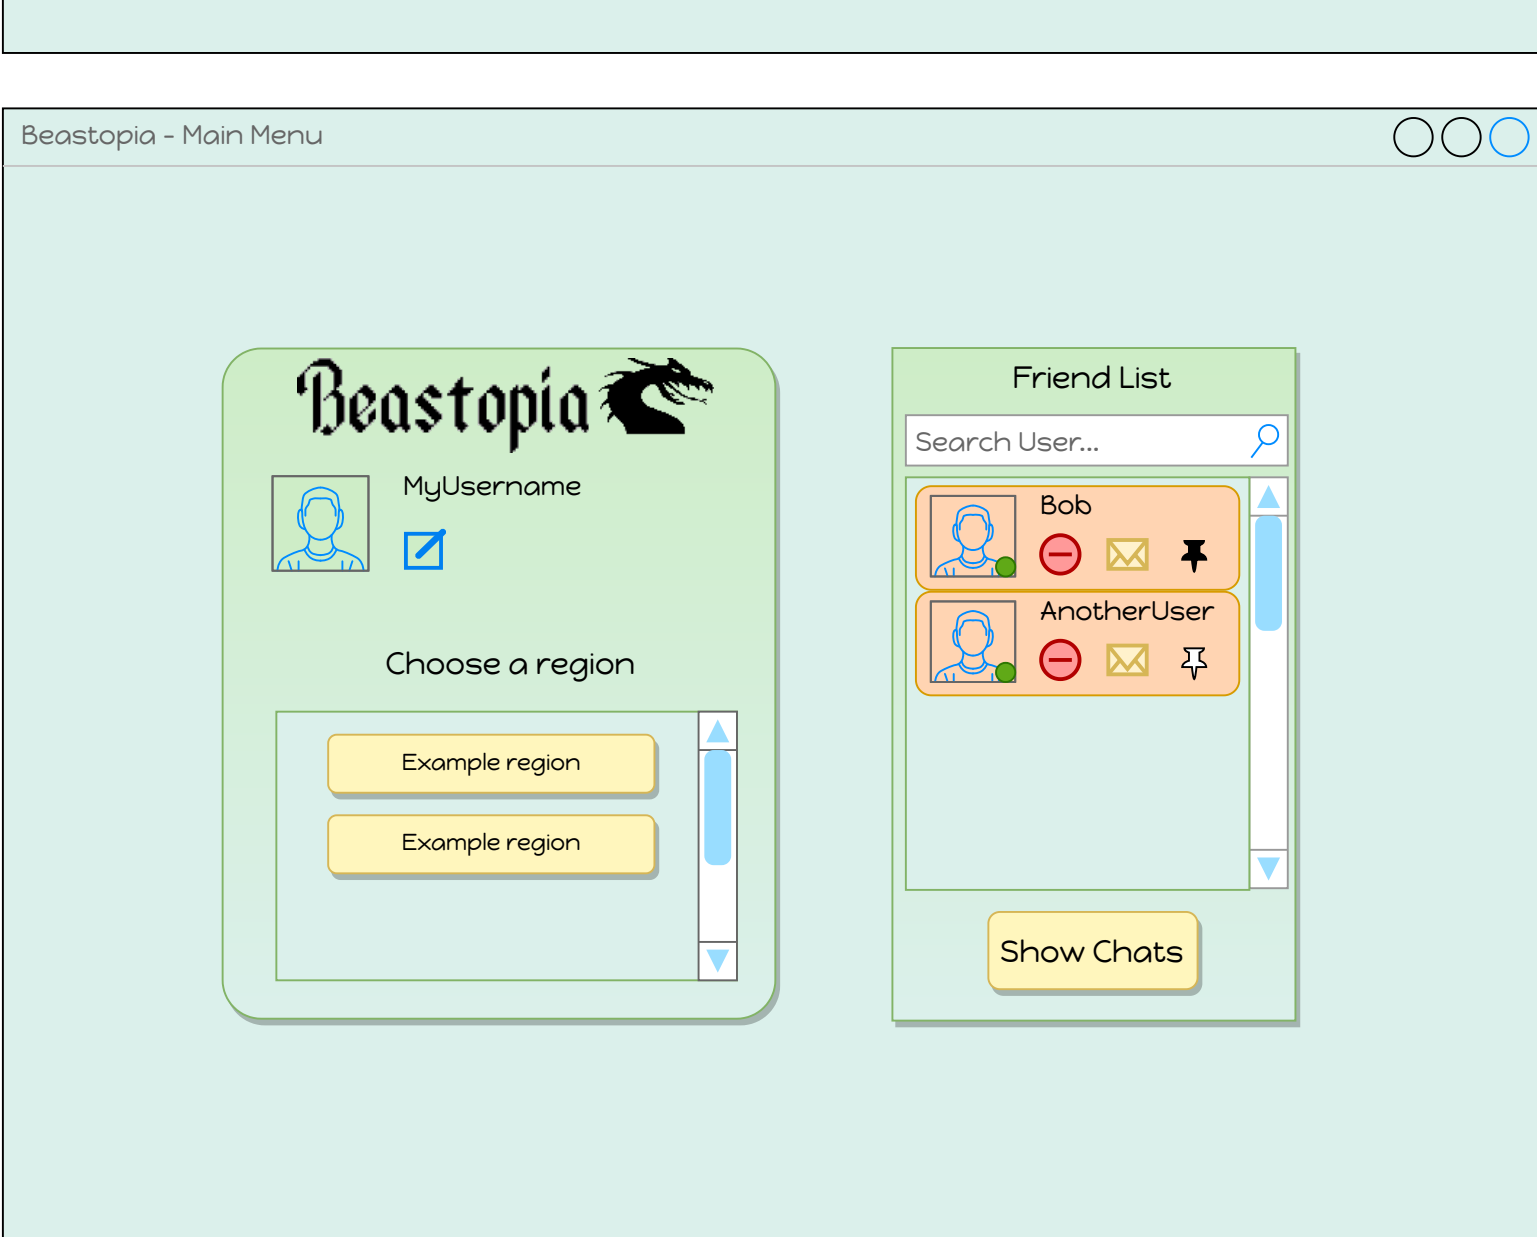 Beastopia - Main Menu
Beastopia
MyUsername
Choose a region
Example region
Example region
Friend List
Search User...
Bob
AnotherUser
Show Chats